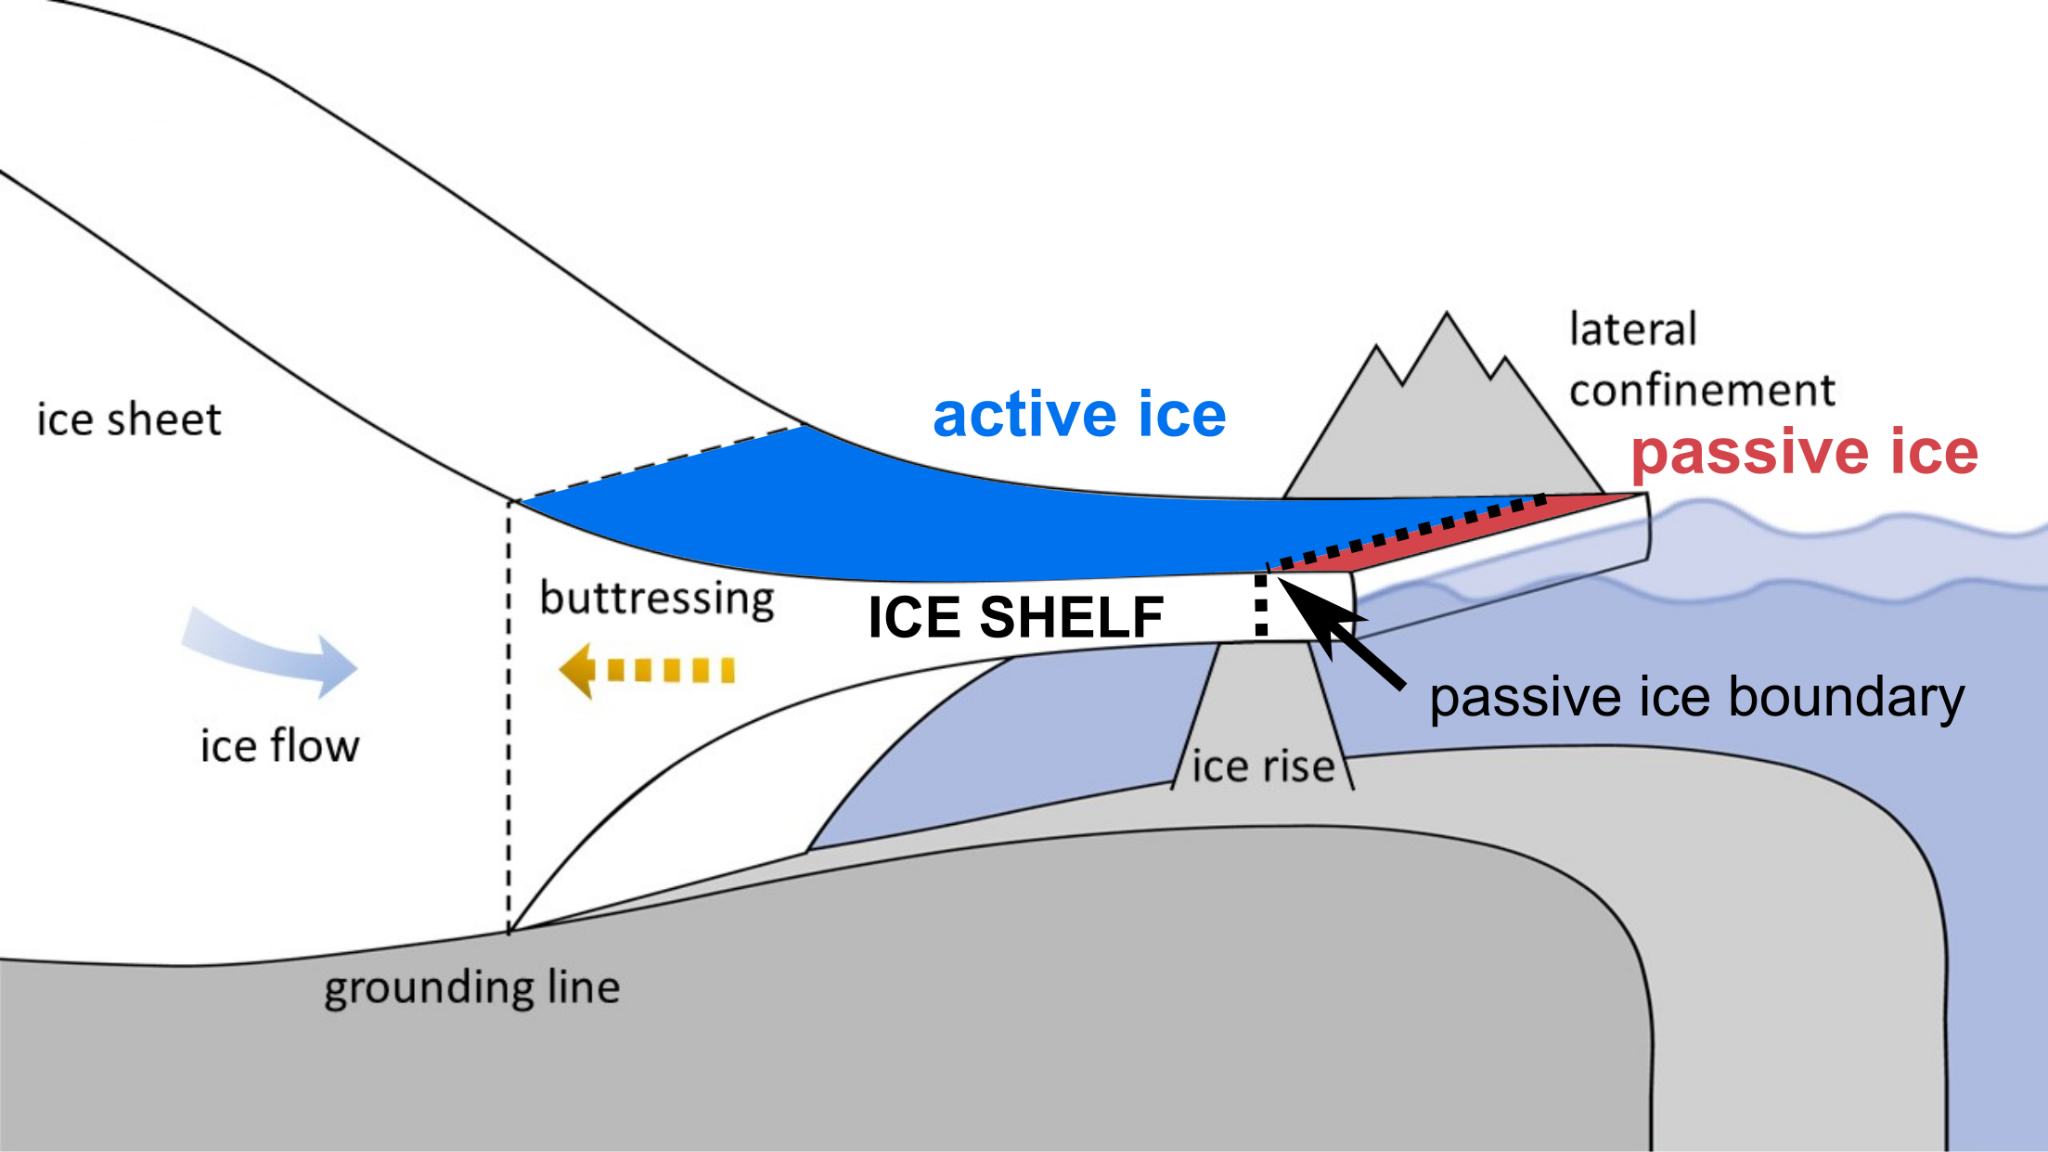 lateral
confinement
active ice
passive ice
ice sheet
buttressing
ICE SHELF
passive ice boundary
ice flow
ice rise
grounding line